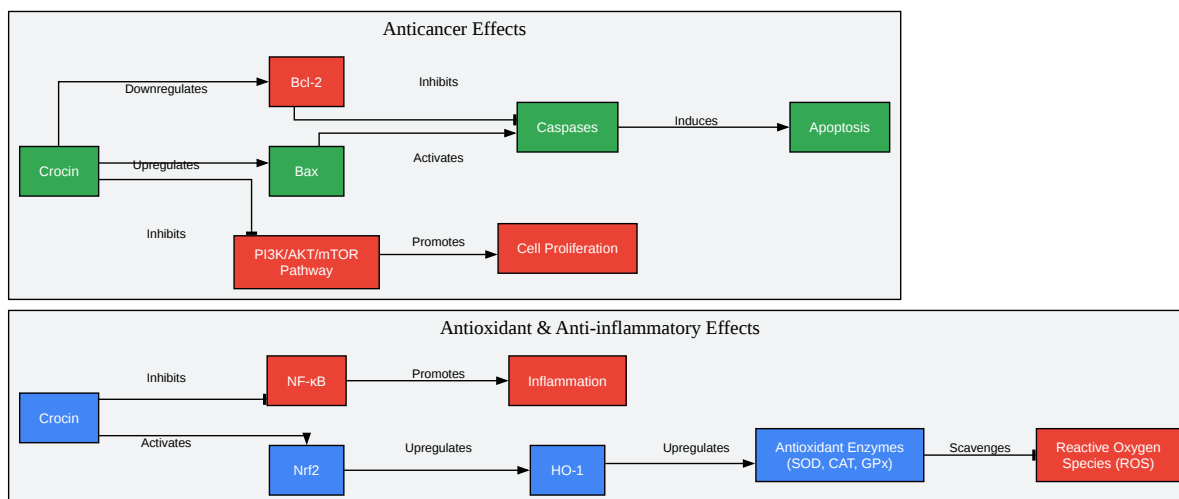 Anticancer Effects
Bcl-2
Inhibits
Downregulates
Caspases
Induces
Apoptosis
Crocin
Upregulates
Bax
Activates
Inhibits
PI3K/AKT/mTOR
Pathway
Promotes
Cell Proliferation
Antioxidant & Anti-inflammatory Effects
Inhibits
NF-κB
Promotes
Inflammation
Crocin
Activates
Nrf2
Upregulates
HO-1
Upregulates
Antioxidant Enzymes
(SOD, CAT, GPx)
Scavenges
Reactive Oxygen
Species (ROS)